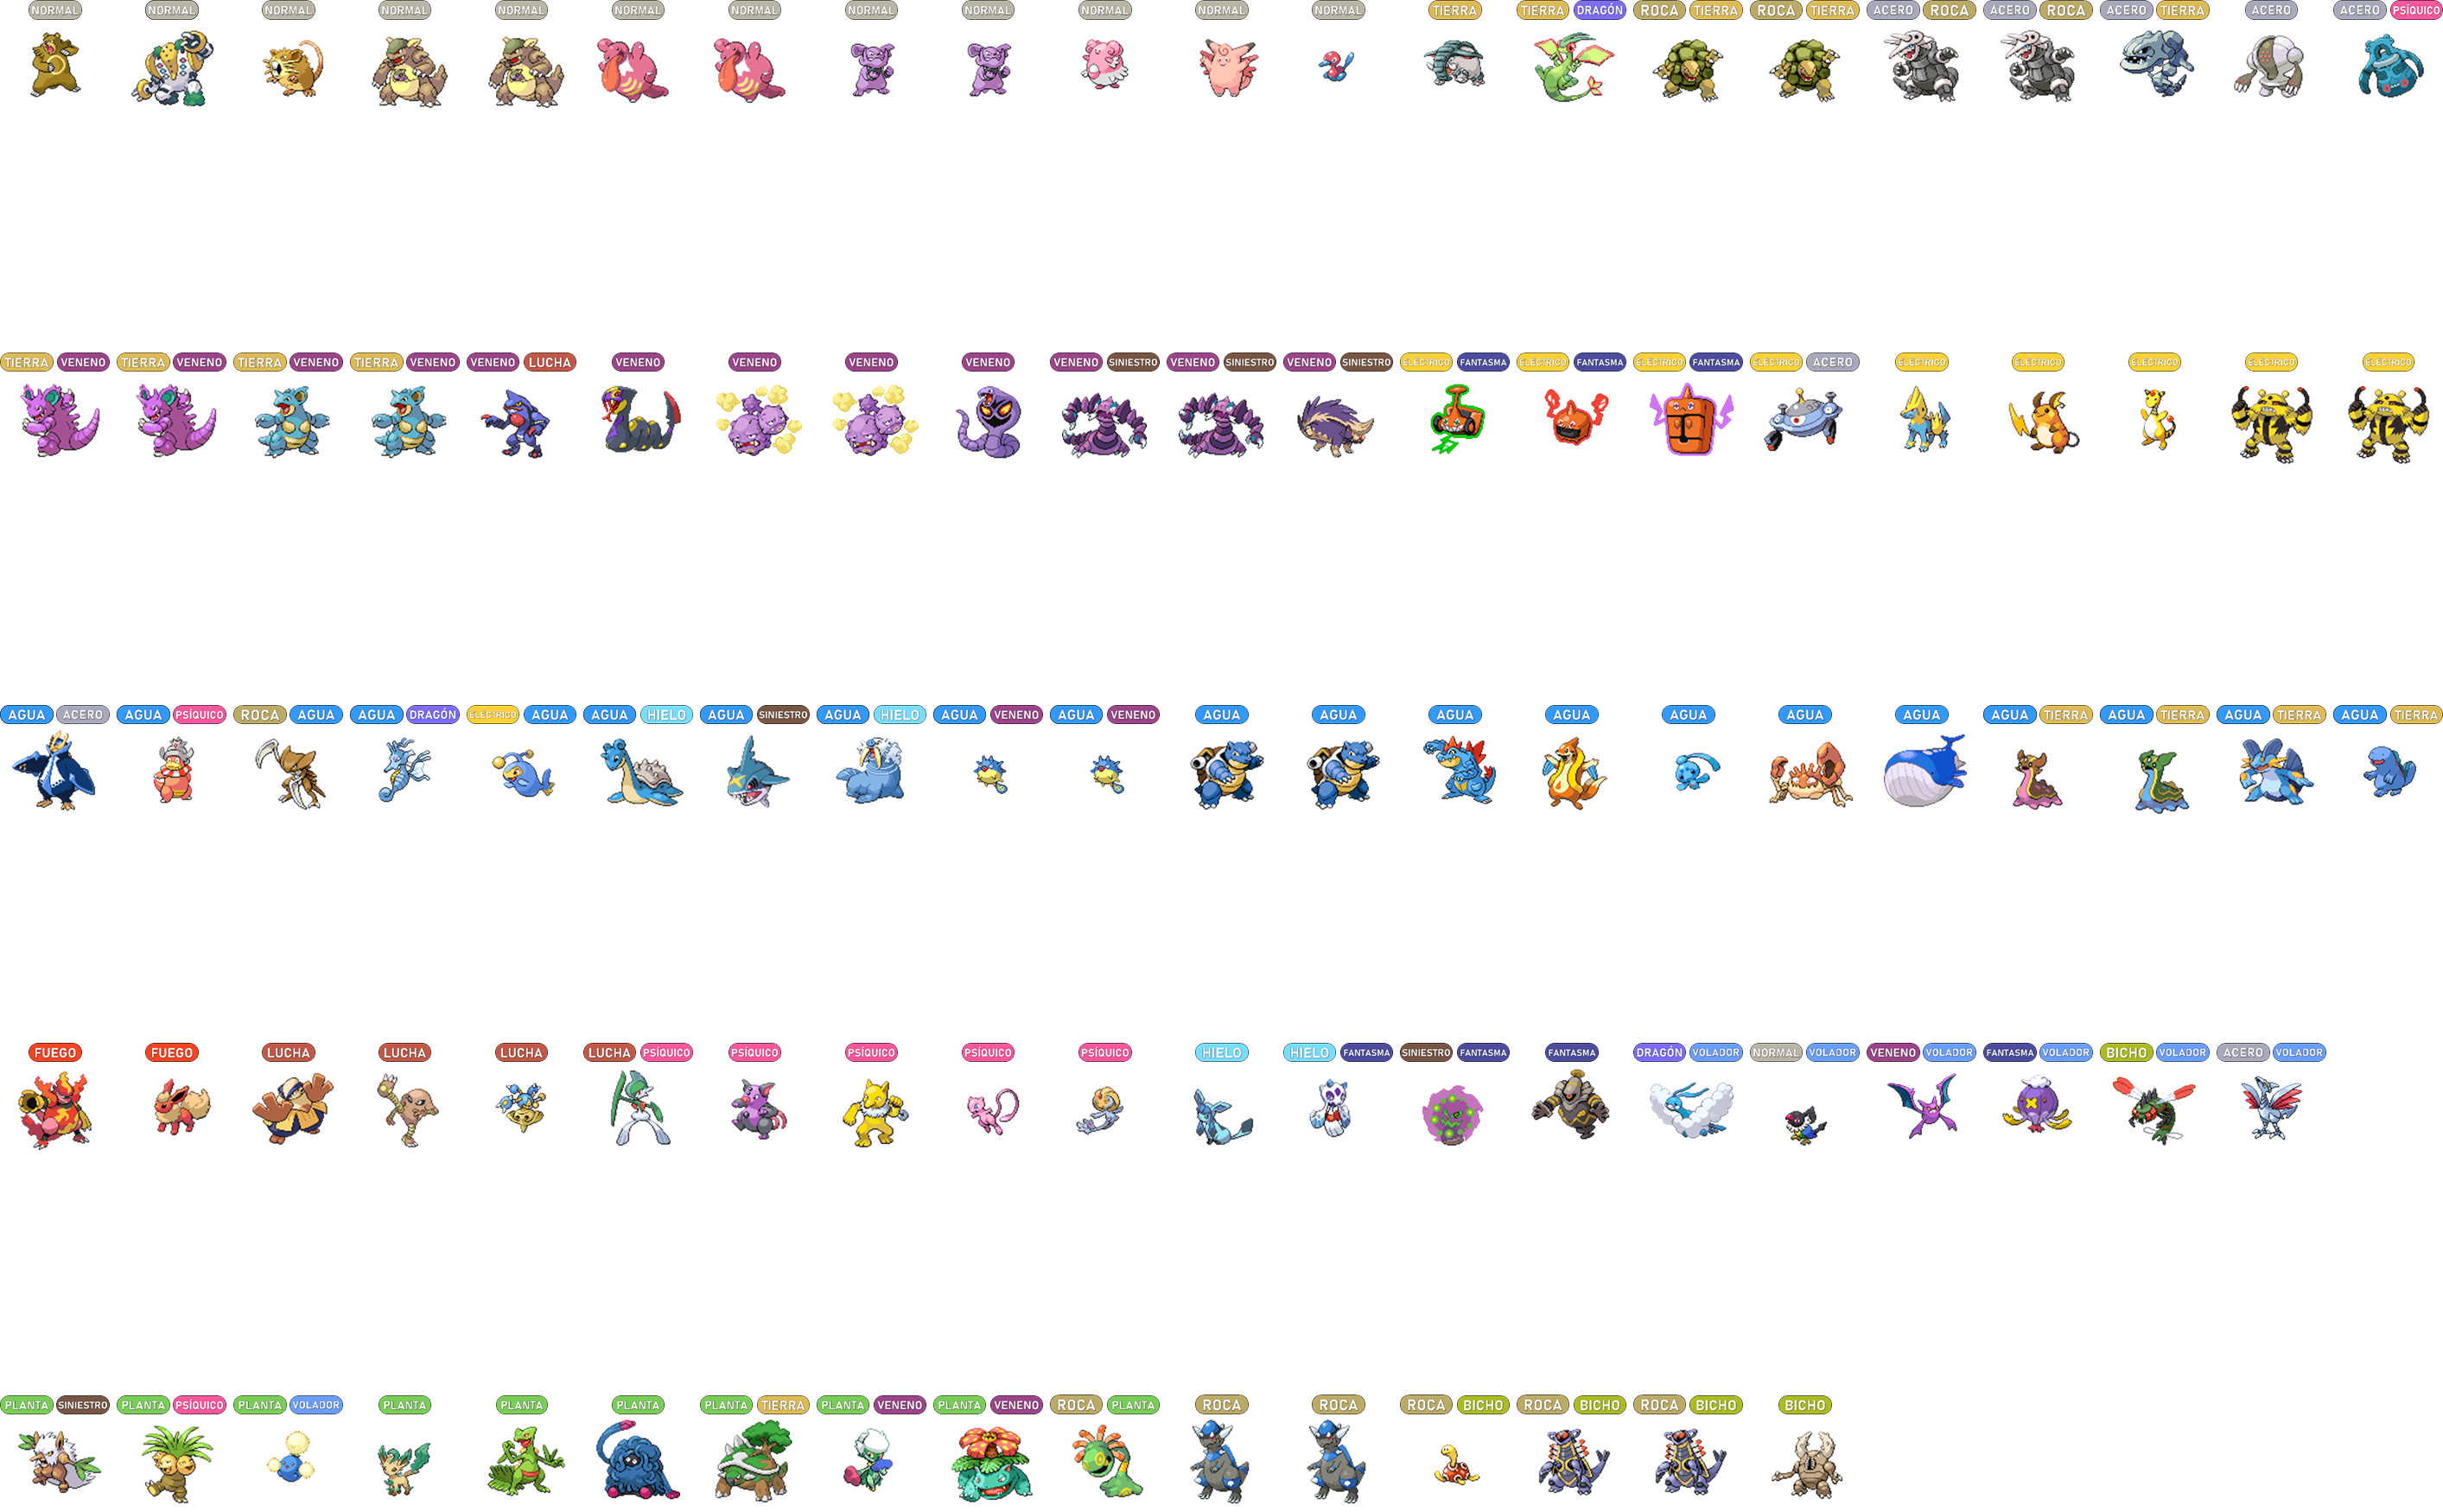 NORMAL NORMAL NORMAL NORMAL NORMAL NORMAL NORMAL NORMAL NORMAL NORMAL NORMAL NORMAL TIERRA TIERRA DRAGÓN ROCA TIERRA ROCA TIERRA ACERO ROCA ACERO ROCA ACERO TIERRA ACERO ACERO PSÍQUICO
TIERRA VENENO TIERRA VENENO TIERRA VENENO TIERRA VENENO VENENO LUCHA VENENO VENENO VENENO VENENO VENENO SINIESTRO VENENO SINIESTRO VENENO SINIESTRO ELÉCTRICO FANTASMA ELÉCTRICO FANTASMA ELÉCTRICO FANTASMA ELÉCTRICO ACERO ELÉCTRICO ELÉCTRICO ELÉCTRICO ELÉCTRICO ELÉCTRICO
AGUA ACERO AGUA PSÍQUICO ROCA AGUA AGUA DRAGÓN ELÉCTRICO AGUA AGUA HIELO AGUA SINIESTRO AGUA HIELO AGUA VENENO AGUA VENENO AGUA AGUA AGUA AGUA AGUA AGUA AGUA AGUA TIERRA AGUA TIERRA AGUA TIERRA AGUA TIERRA
FUEGO FUEGO LUCHA LUCHA LUCHA LUCHA PSÍQUICO PSÍQUICO PSÍQUICO PSÍQUICO PSÍQUICO HIELO HIELO FANTASMA SINIESTRO FANTASMA FANTASMA DRAGÓN VOLADOR NORMAL VOLADOR VENENO VOLADOR FANTASMA VOLADOR BICHO VOLADOR ACERO VOLADOR
PLANTA SINIESTRO PLANTA PSÍQUICO PLANTA VOLADOR PLANTA PLANTA PLANTA PLANTA TIERRA PLANTA VENENO PLANTA VENENO ROCA PLANTA ROCA ROCA ROCA BICHO ROCA BICHO ROCA BICHO BICHO